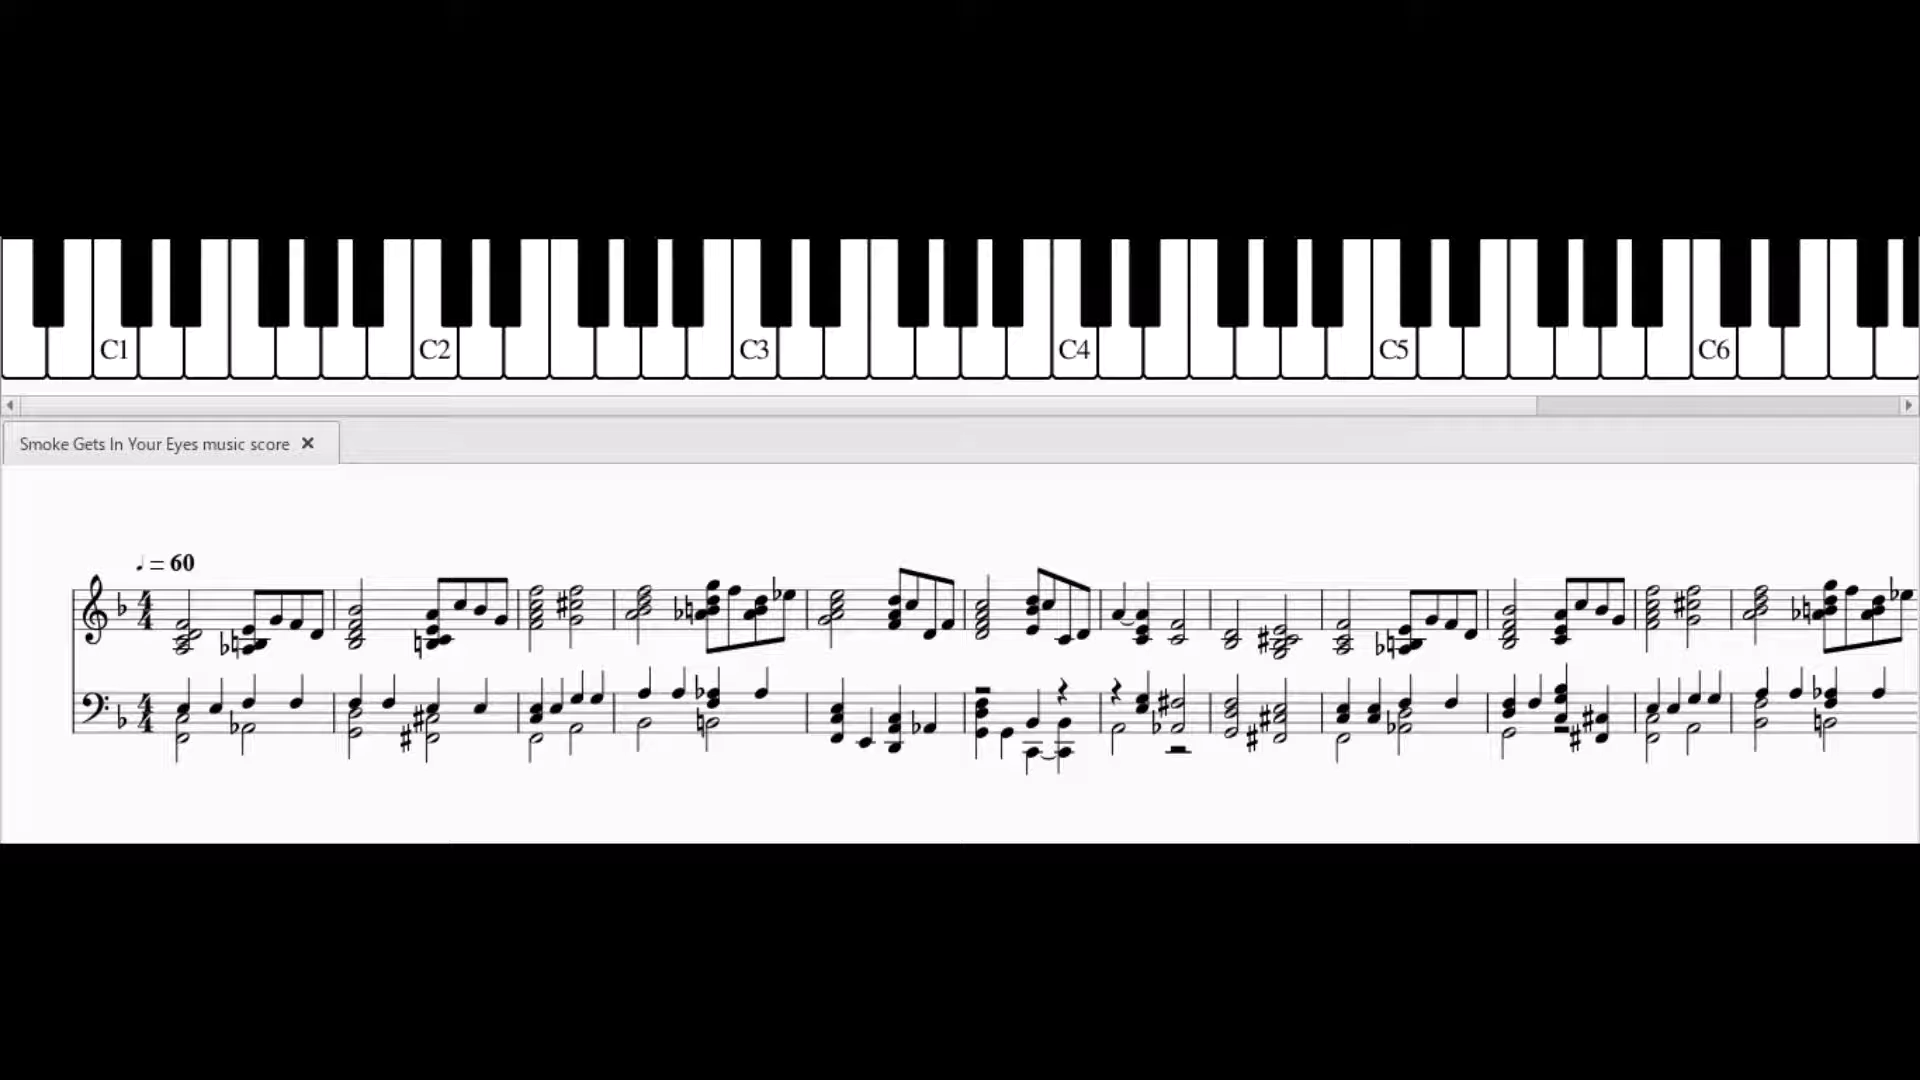 C1 C2 C3 C4 C5 C6
Smoke Gets In Your Eyes music score ×
♩ = 60